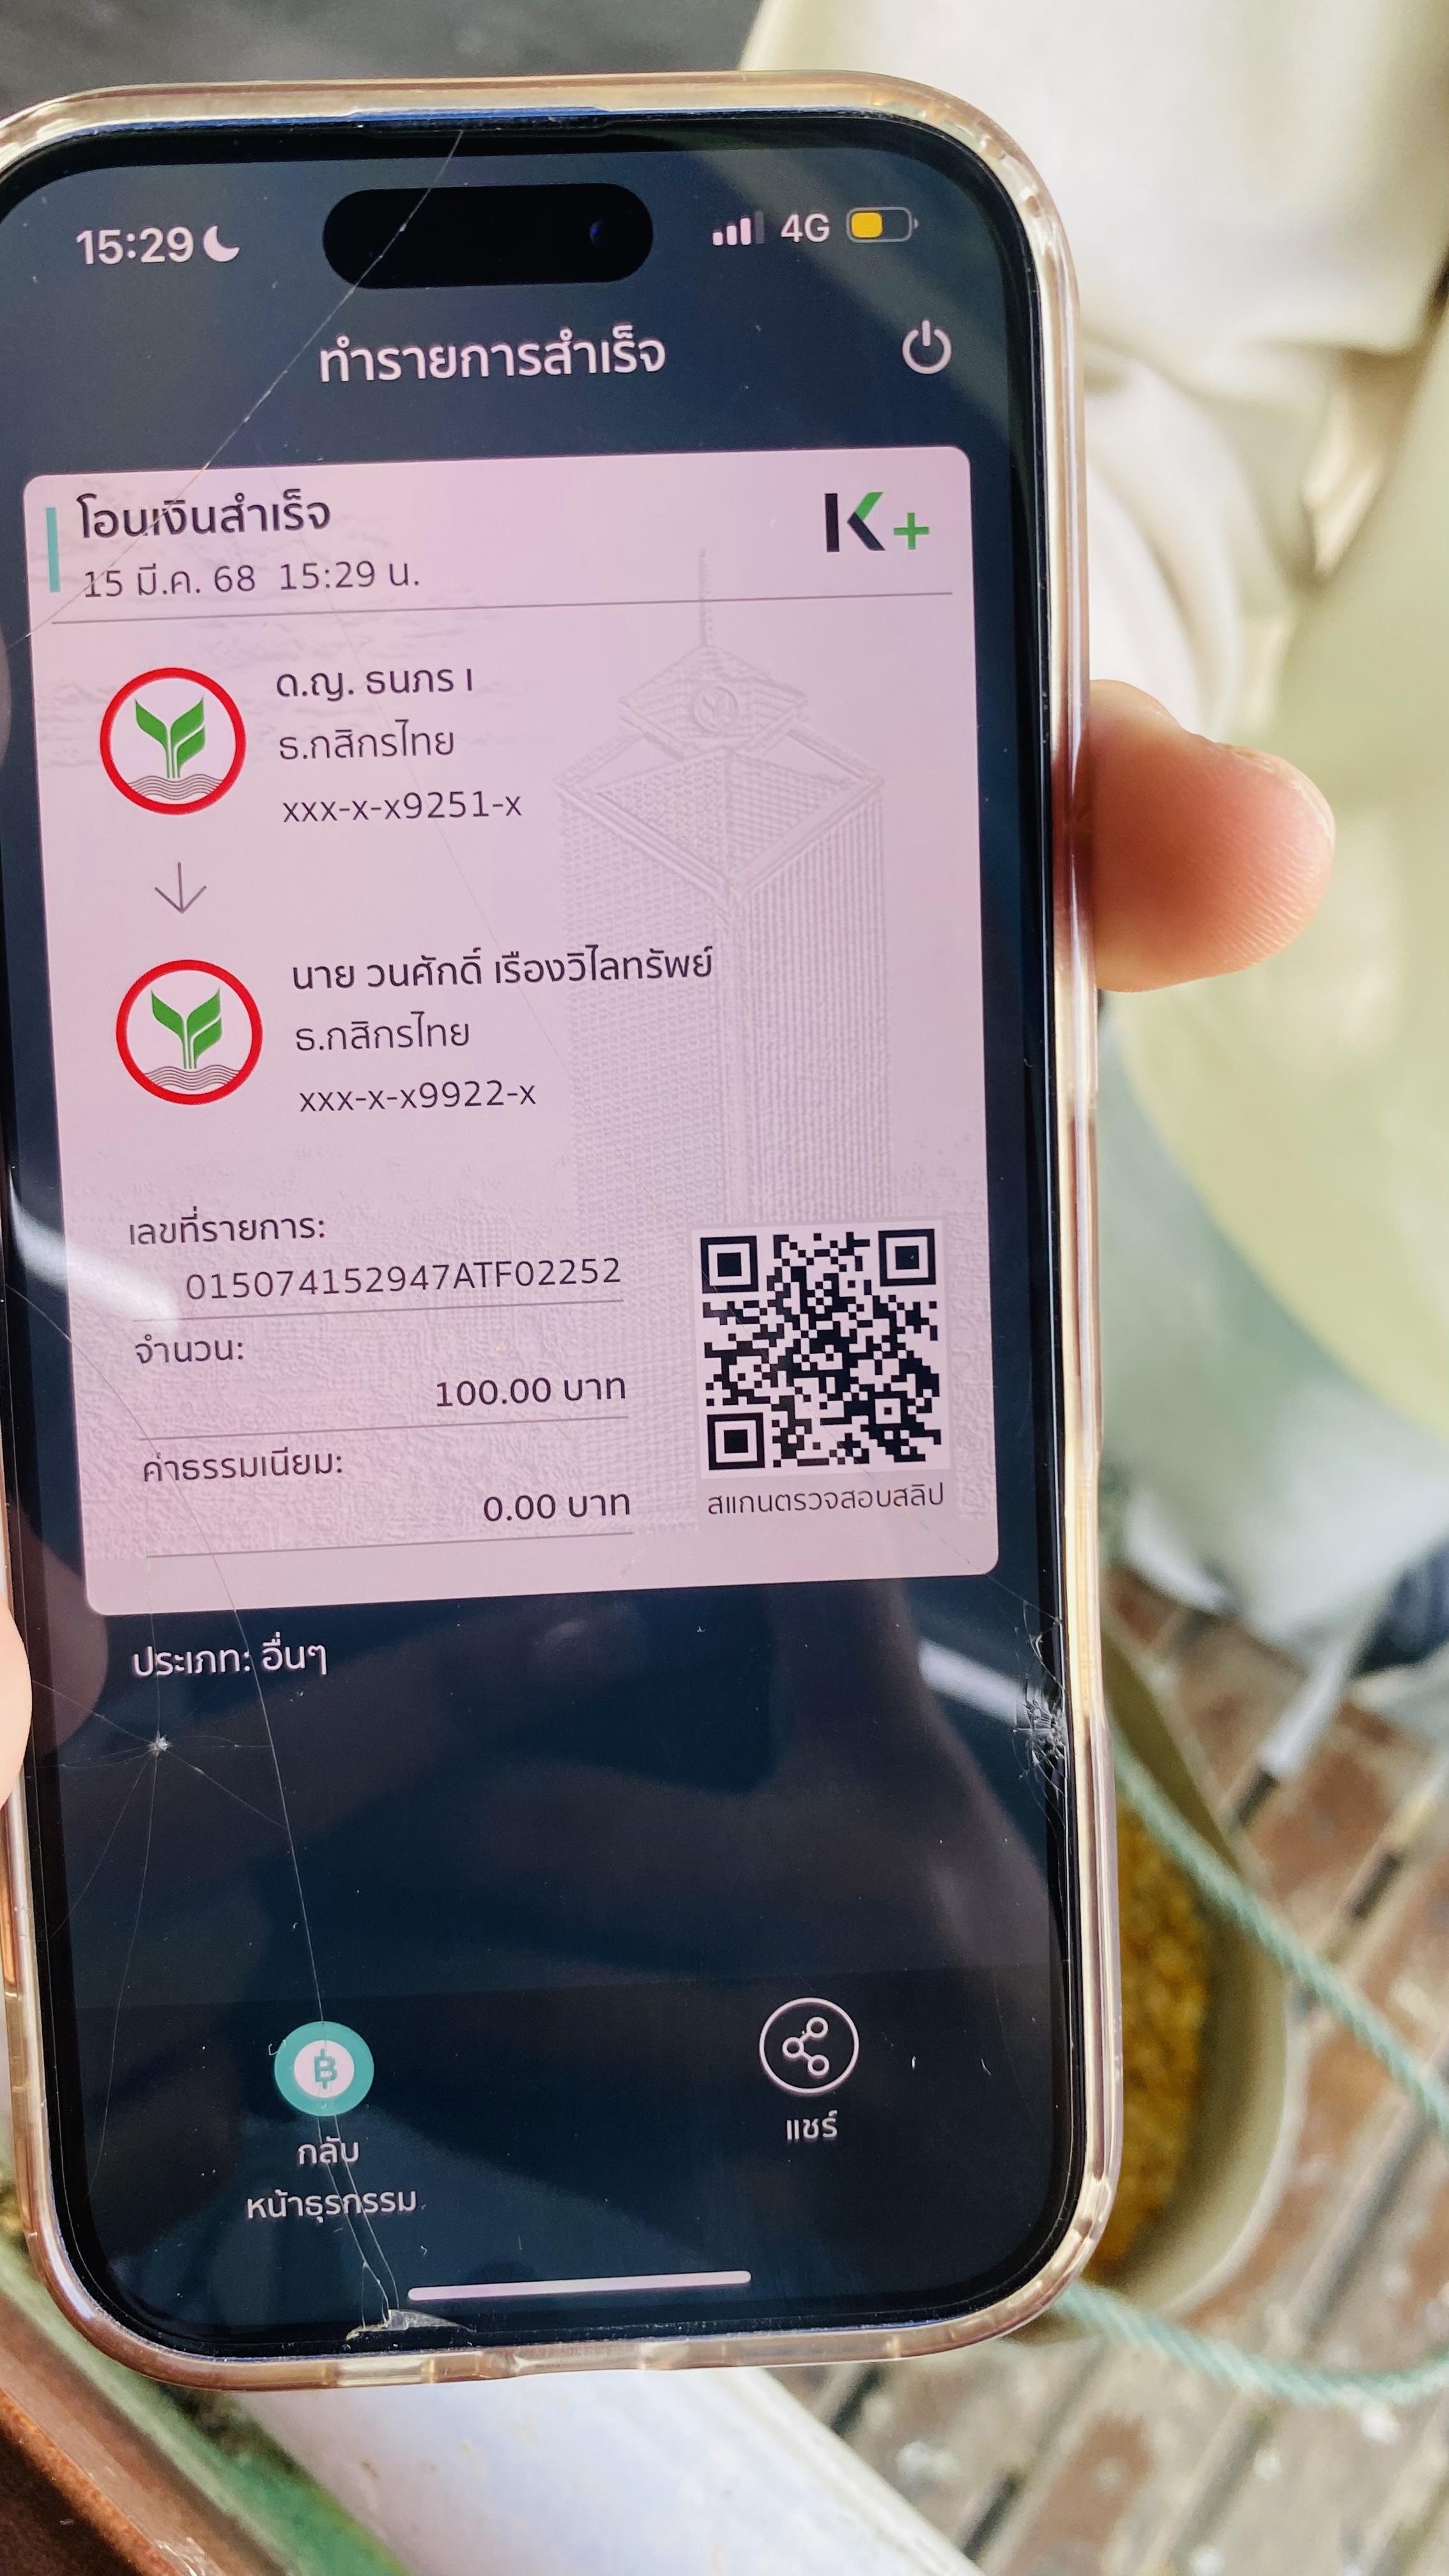 15:29
4G
ทำรายการสำเร็จ
โอนเงินสำเร็จ
K+
15 มี.ค. 68 15:29 น.
ด.ญ. ธนภร เ
ธ.กสิกรไทย
xxx-x-x9251-x
นาย วนศักดิ์ เรืองวิไลทรัพย์
ธ.กสิกรไทย
xxx-x-x9922-x
เลขที่รายการ:
015074152947ATF02252
จำนวน:
100.00 บาท
ค่าธรรมเนียม:
0.00 บาท
สแกนตรวจสอบสลิป
ประเภท: อื่นๆ
กลับ
หน้าธุรกรรม
แชร์